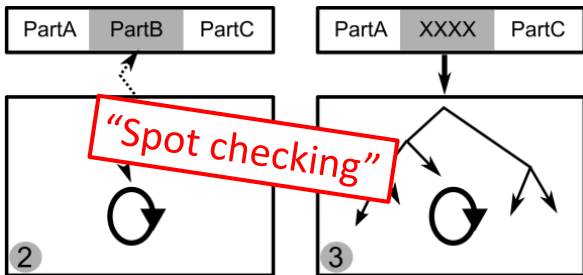 PartA PartB PartC
PartA XXXX PartC
“Spot checking”
2
3